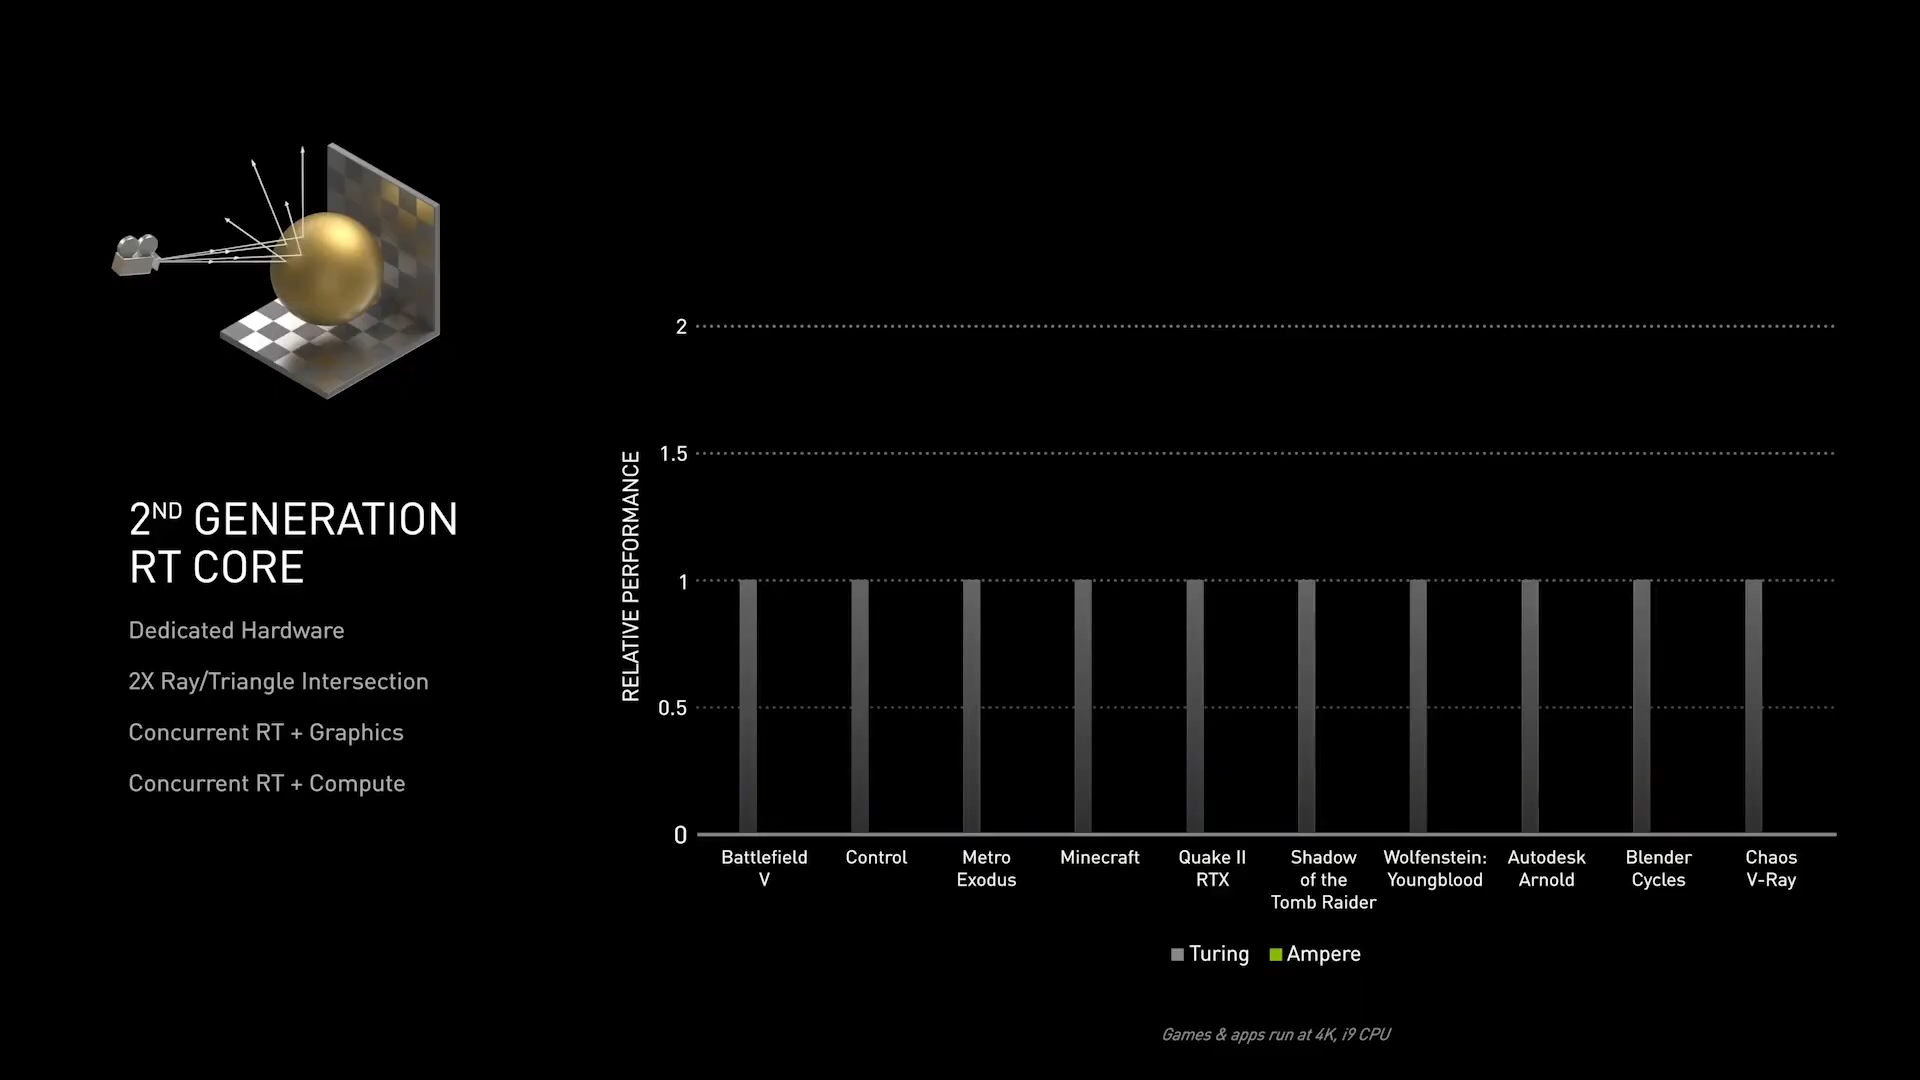 2ND GENERATION
RT CORE
Dedicated Hardware
2X Ray/Triangle Intersection
Concurrent RT + Graphics
Concurrent RT + Compute
RELATIVE PERFORMANCE
2
1.5
1
0.5
0
Battlefield
V
Control
Metro
Exodus
Minecraft
Quake II
RTX
Shadow
of the
Tomb Raider
Wolfenstein:
Youngblood
Autodesk
Arnold
Blender
Cycles
Chaos
V-Ray
Turing
Ampere
Games & apps run at 4K, i9 CPU